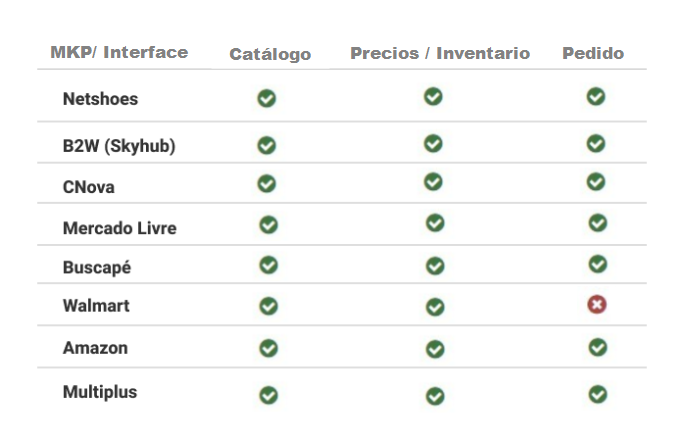 MKP/ Interface Catálogo Precios / Inventario Pedido
Netshoes
B2W (Skyhub)
CNova
Mercado Livre
Buscapé
Walmart
Amazon
Multiplus